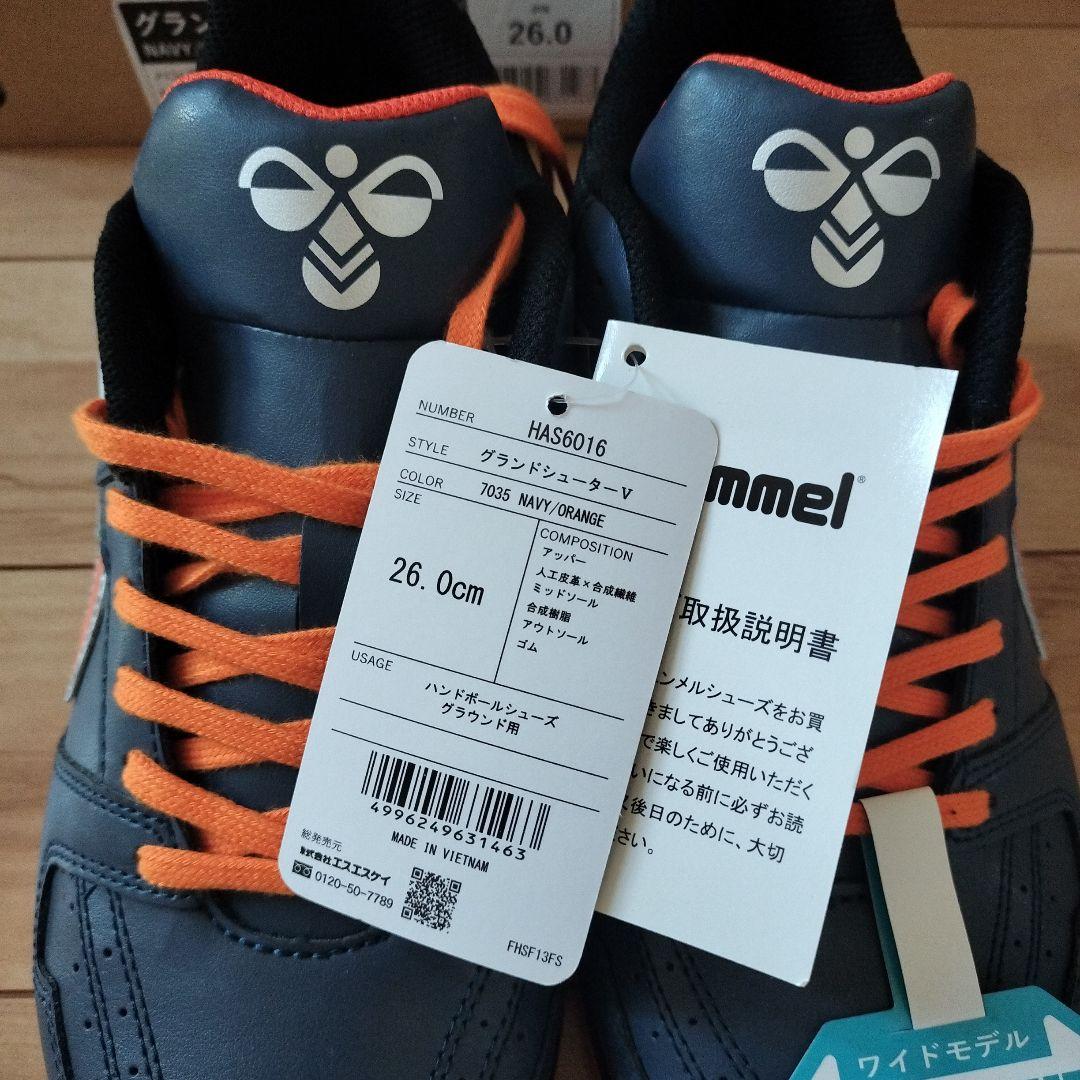 グラン
NAVY/
26.0
NUMBER HAS6016
STYLE グランドシューターV
COLOR 7035 NAVY/ORANGE
SIZE
26.0cm
COMPOSITION
アッパー
人工皮革×合成繊維
ミッドソール
合成樹脂
アウトソール
ゴム
USAGE
ハンドボールシューズ
グラウンド用
4996249631463
MADE IN VIETNAM
総発売元
株式会社エスエスケイ
0120-50-7789
FHSF13FS
mmel®
取扱説明書
ンメルシューズをお買
きましてありがとうござ
で楽しくご使用いただく
いになる前に必ずお読
後日のために、大切
さい。
ワイドモデル